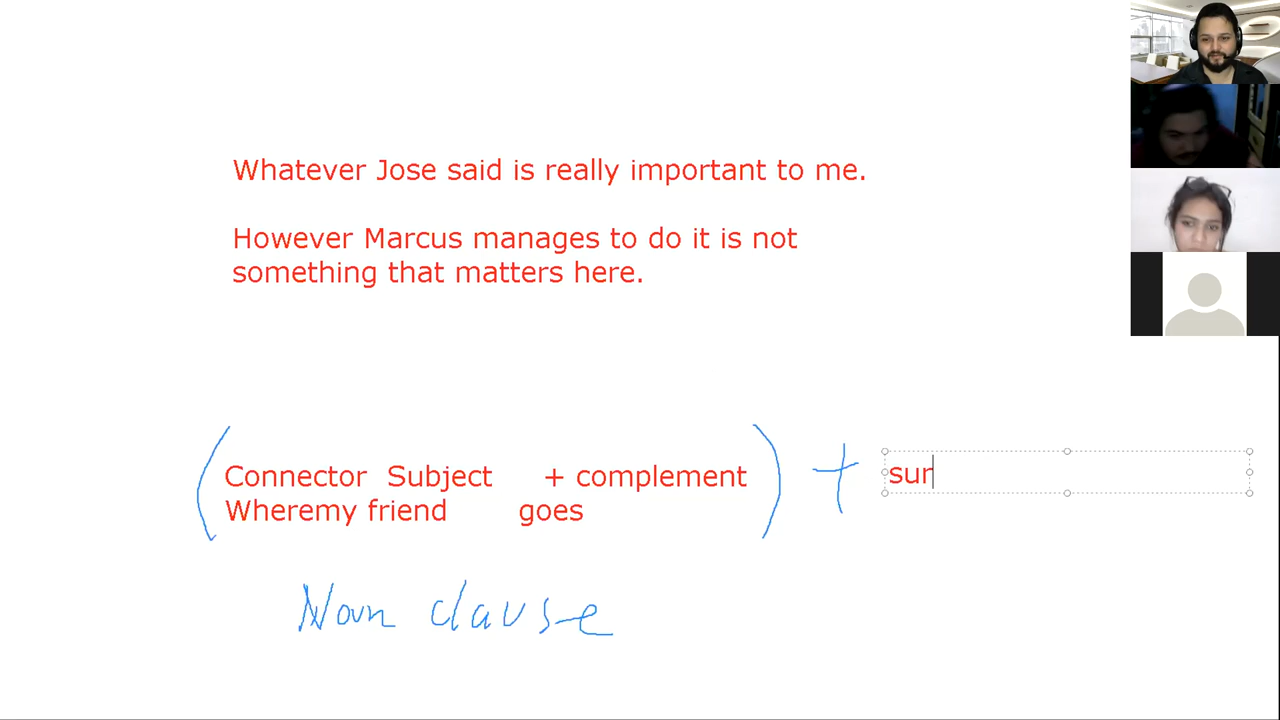 Whatever Jose said is really important to me.
However Marcus manages to do it is not
something that matters here.
Connector Subject + complement + sur
Wheremy friend goes
Noun clause